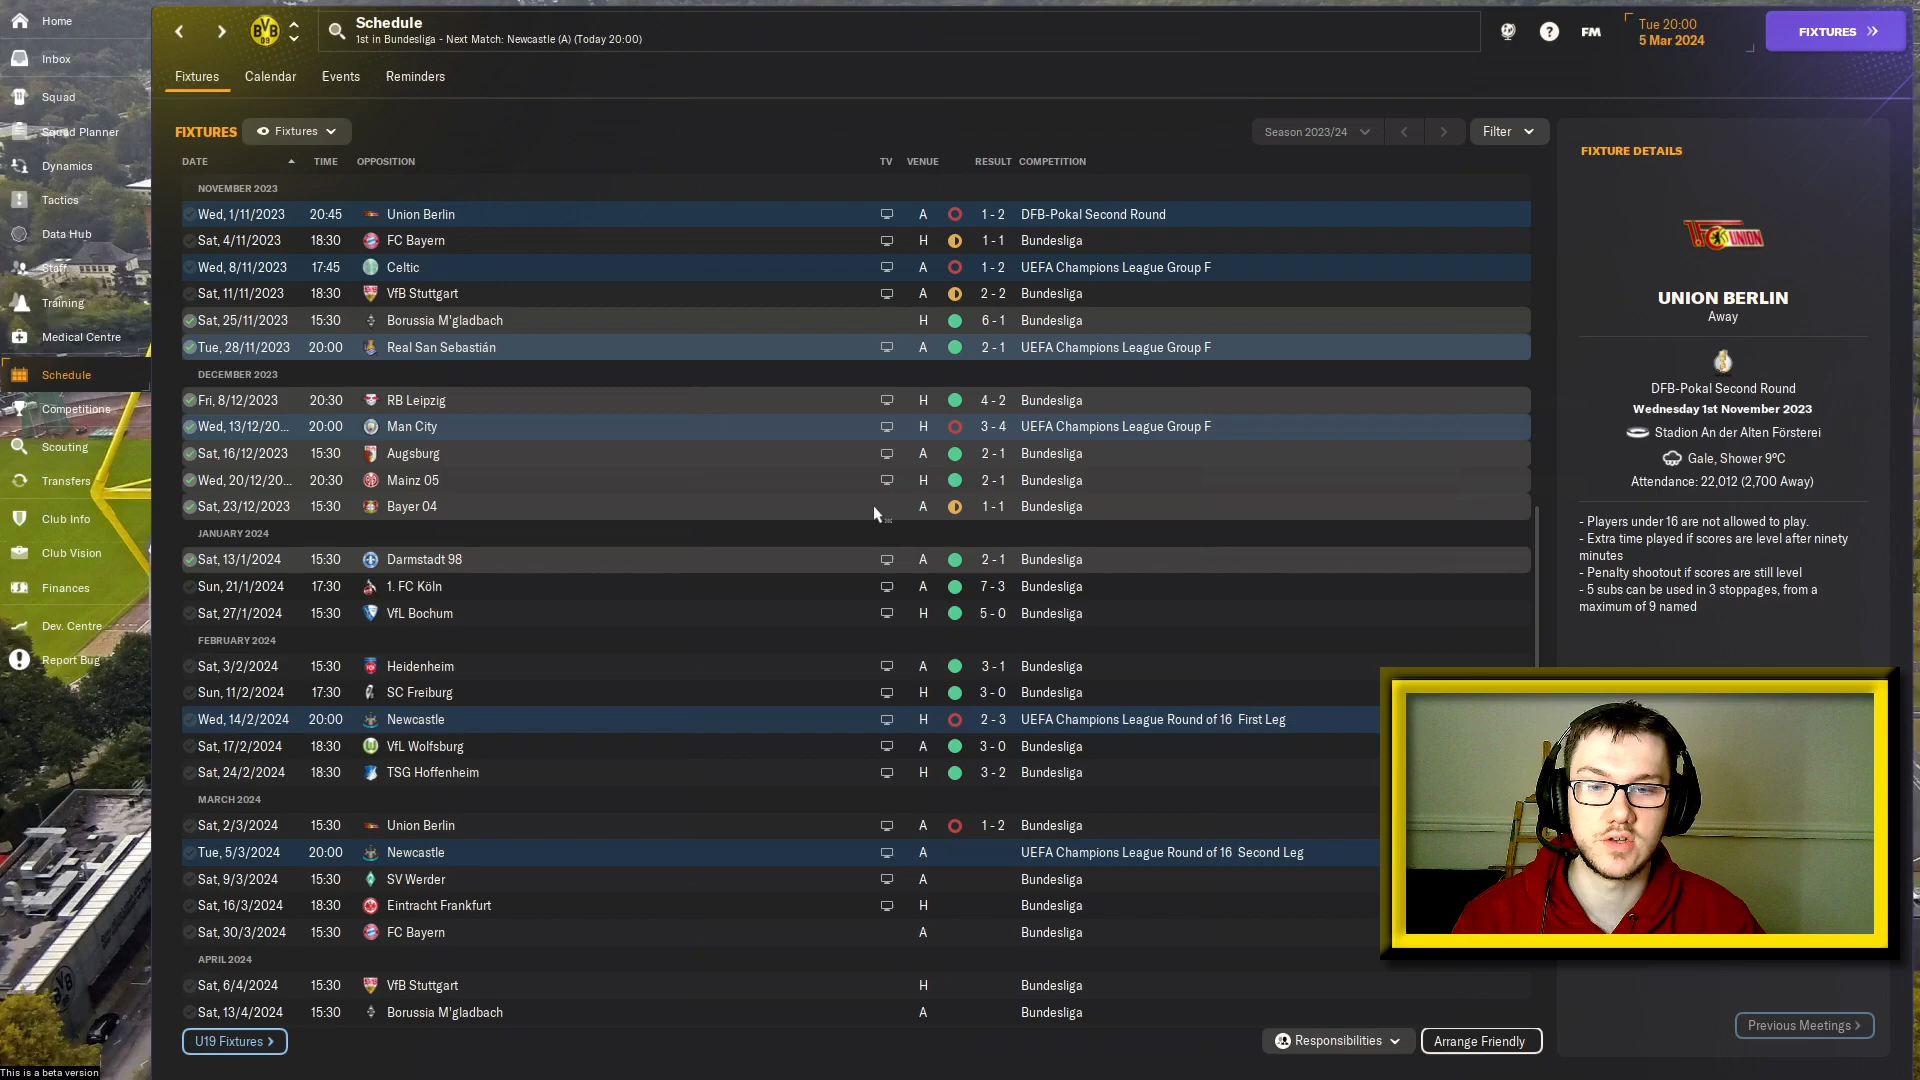 Home
Inbox
Squad
Squad Planner
Dynamics
Tactics
Data Hub
Staff
Training
Medical Centre
Schedule
Competitions
Scouting
Transfers
Club Info
Club Vision
Finances
Dev. Centre
Report Bug
This is a beta version
BVB 09
Schedule
1st in Bundesliga - Next Match: Newcastle (A) (Today 20:00)
? FM
Tue 20:00
5 Mar 2024
FIXTURES
Fixtures Calendar Events Reminders
FIXTURES Fixtures Season 2023/24 Filter
DATE TIME OPPOSITION TV VENUE RESULT COMPETITION
NOVEMBER 2023
Wed, 1/11/2023 20:45 Union Berlin A 1 - 2 DFB-Pokal Second Round
Sat, 4/11/2023 18:30 FC Bayern H 1 - 1 Bundesliga
Wed, 8/11/2023 17:45 Celtic A 1 - 2 UEFA Champions League Group F
Sat, 11/11/2023 18:30 VfB Stuttgart A 2 - 2 Bundesliga
Sat, 25/11/2023 15:30 Borussia M'gladbach H 6 - 1 Bundesliga
Tue, 28/11/2023 20:00 Real San Sebastián A 2 - 1 UEFA Champions League Group F
DECEMBER 2023
Fri, 8/12/2023 20:30 RB Leipzig H 4 - 2 Bundesliga
Wed, 13/12/20... 20:00 Man City H 3 - 4 UEFA Champions League Group F
Sat, 16/12/2023 15:30 Augsburg A 2 - 1 Bundesliga
Wed, 20/12/20... 20:30 Mainz 05 H 2 - 1 Bundesliga
Sat, 23/12/2023 15:30 Bayer 04 A 1 - 1 Bundesliga
JANUARY 2024
Sat, 13/1/2024 15:30 Darmstadt 98 A 2 - 1 Bundesliga
Sun, 21/1/2024 17:30 1. FC Köln A 7 - 3 Bundesliga
Sat, 27/1/2024 15:30 VfL Bochum H 5 - 0 Bundesliga
FEBRUARY 2024
Sat, 3/2/2024 15:30 Heidenheim A 3 - 1 Bundesliga
Sun, 11/2/2024 17:30 SC Freiburg H 3 - 0 Bundesliga
Wed, 14/2/2024 20:00 Newcastle H 2 - 3 UEFA Champions League Round of 16 First Leg
Sat, 17/2/2024 18:30 VfL Wolfsburg A 3 - 0 Bundesliga
Sat, 24/2/2024 18:30 TSG Hoffenheim H 3 - 2 Bundesliga
MARCH 2024
Sat, 2/3/2024 15:30 Union Berlin A 1 - 2 Bundesliga
Tue, 5/3/2024 20:00 Newcastle A UEFA Champions League Round of 16 Second Leg
Sat, 9/3/2024 15:30 SV Werder A Bundesliga
Sat, 16/3/2024 18:30 Eintracht Frankfurt H Bundesliga
Sat, 30/3/2024 15:30 FC Bayern A Bundesliga
APRIL 2024
Sat, 6/4/2024 15:30 VfB Stuttgart H Bundesliga
Sat, 13/4/2024 15:30 Borussia M'gladbach A Bundesliga
U19 Fixtures > Responsibilities Arrange Friendly
FIXTURE DETAILS
UNION
UNION BERLIN
Away
DFB-Pokal Second Round
Wednesday 1st November 2023
Stadion An der Alten Försterei
Gale, Shower 9°C
Attendance: 22,012 (2,700 Away)
- Players under 16 are not allowed to play.
- Extra time played if scores are level after ninety
minutes
- Penalty shootout if scores are still level
- 5 subs can be used in 3 stoppages, from a
maximum of 9 named
Previous Meetings >